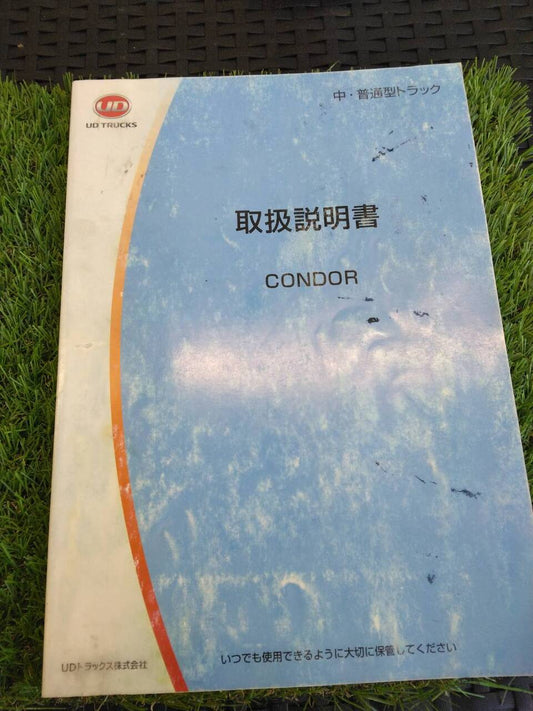 中・普通型トラック
UD
UD TRUCKS
取扱説明書
CONDOR
いつでも使用できるように大切に保管してください
UDトラックス株式会社